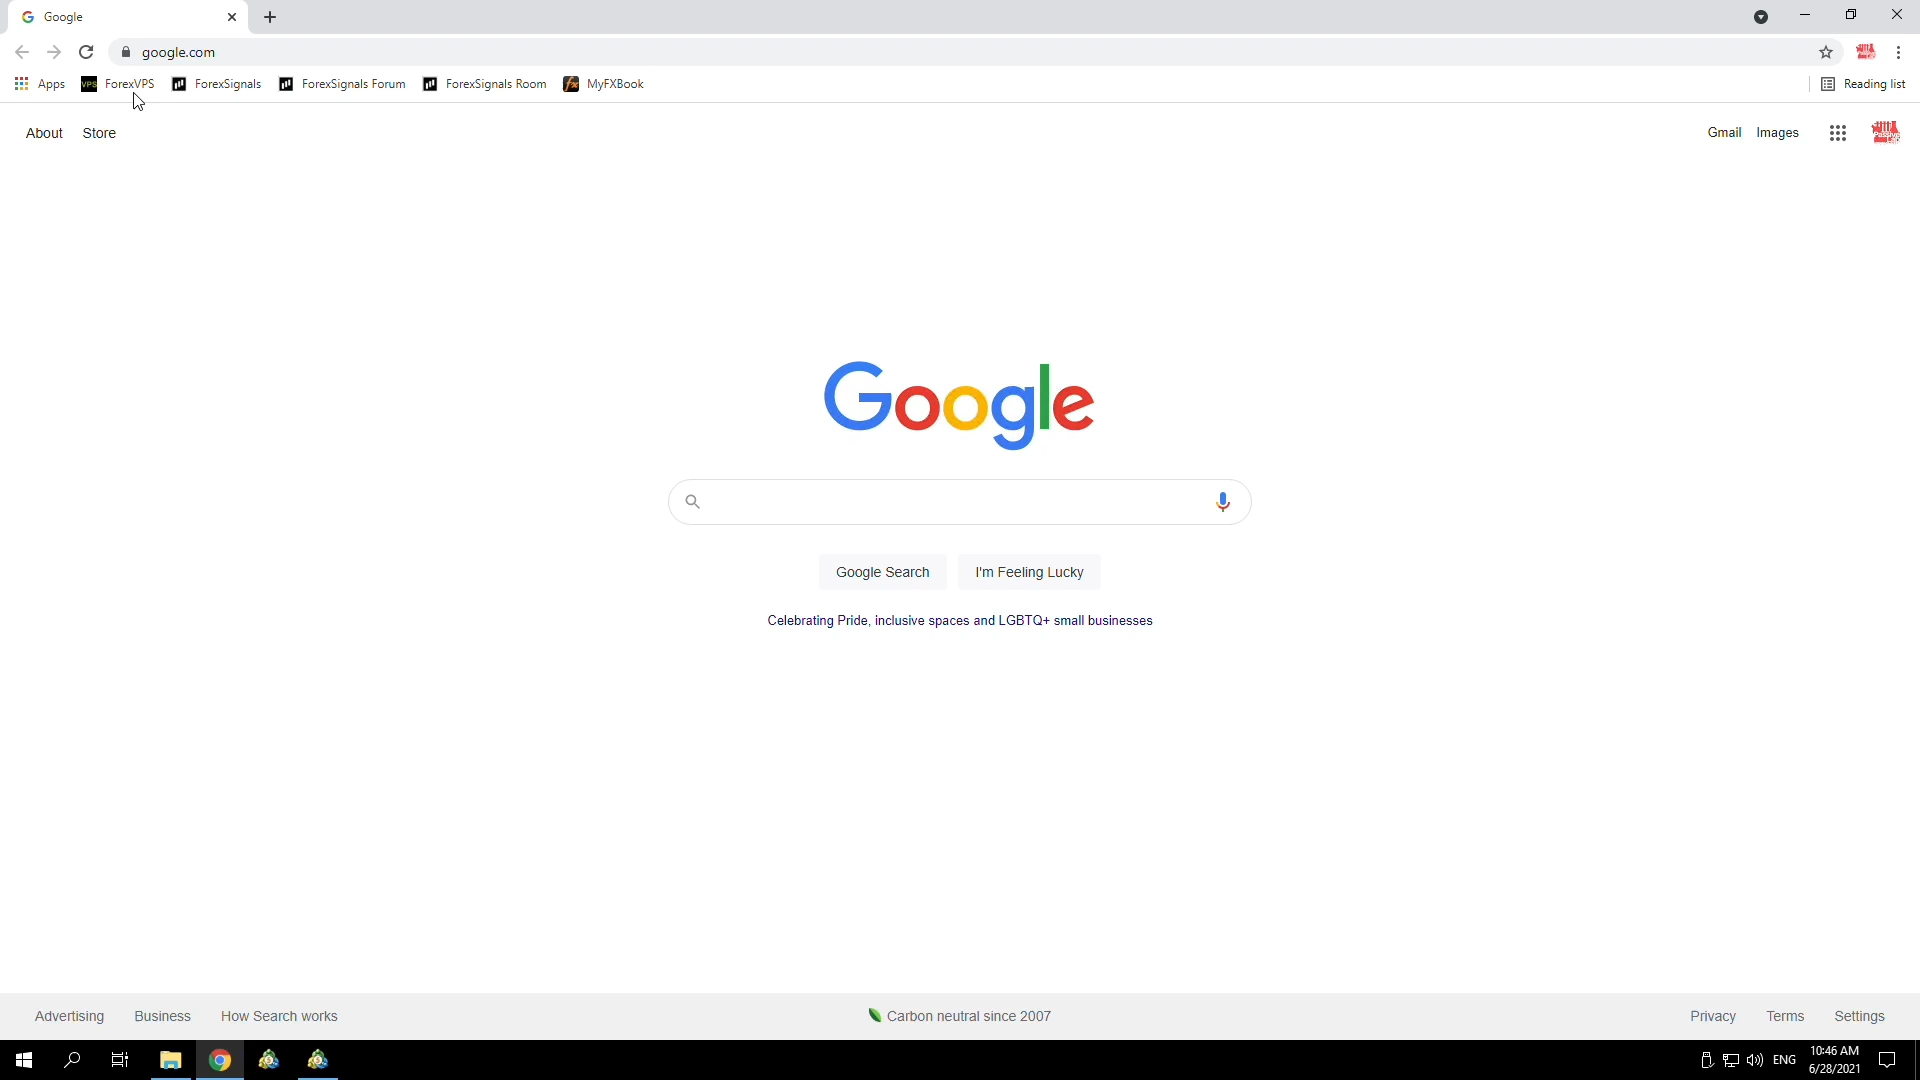 Google
google.com
Apps VPS ForexVPS ForexSignals ForexSignals Forum ForexSignals Room fx MyFXBook Reading list
About Store Gmail Images
Google
Google Search I'm Feeling Lucky
Celebrating Pride, inclusive spaces and LGBTQ+ small businesses
Advertising Business How Search works Carbon neutral since 2007 Privacy Terms Settings
ENG 10:46 AM
6/28/2021